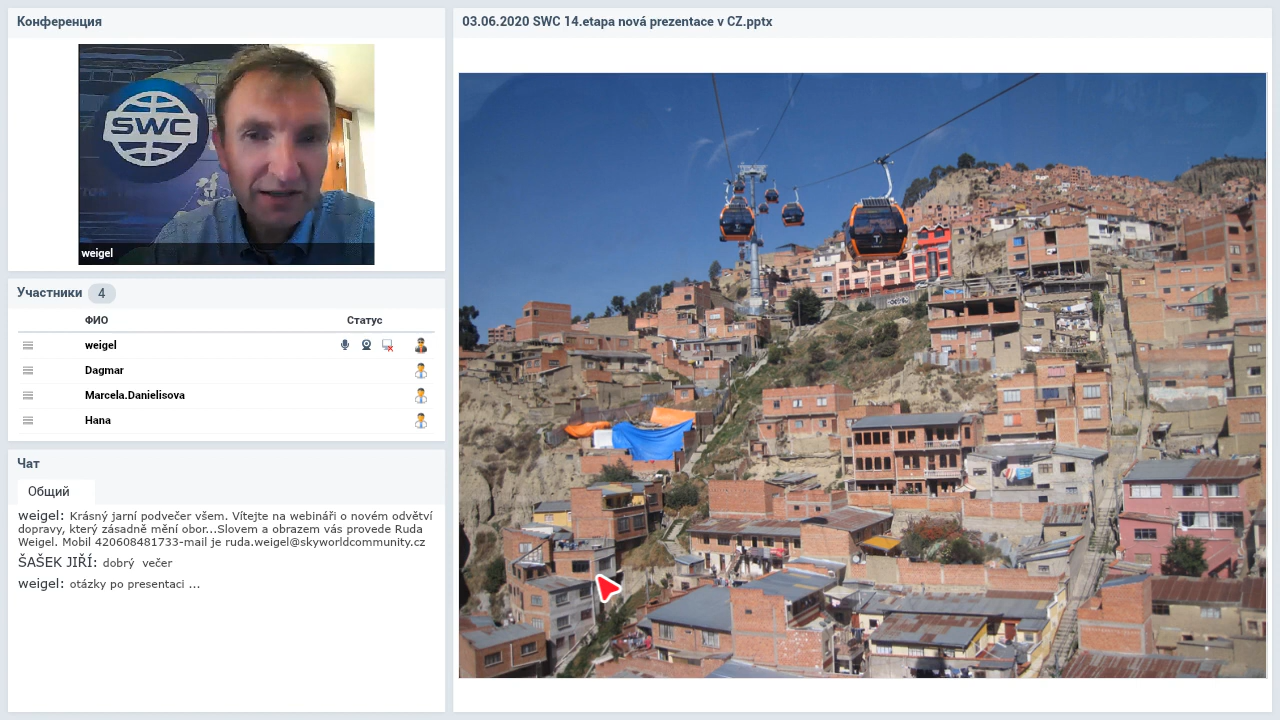 Конференция
SWC
weigel
Участники 4
ФИО Статус
weigel
Dagmar
Marcela.Danielisova
Hana
Чат
Общий
weigel: Krásný jarní podvečer všem. Vítejte na webináři o novém odvětví
dopravy, který zásadně mění obor...Slovem a obrazem vás provede Ruda
Weigel. Mobil 420608481733-mail je ruda.weigel@skyworldcommunity.cz
ŠAŠEK JIŘÍ: dobrý večer
weigel: otázky po presentaci ...
03.06.2020 SWC 14.etapa nová prezentace v CZ.pptx